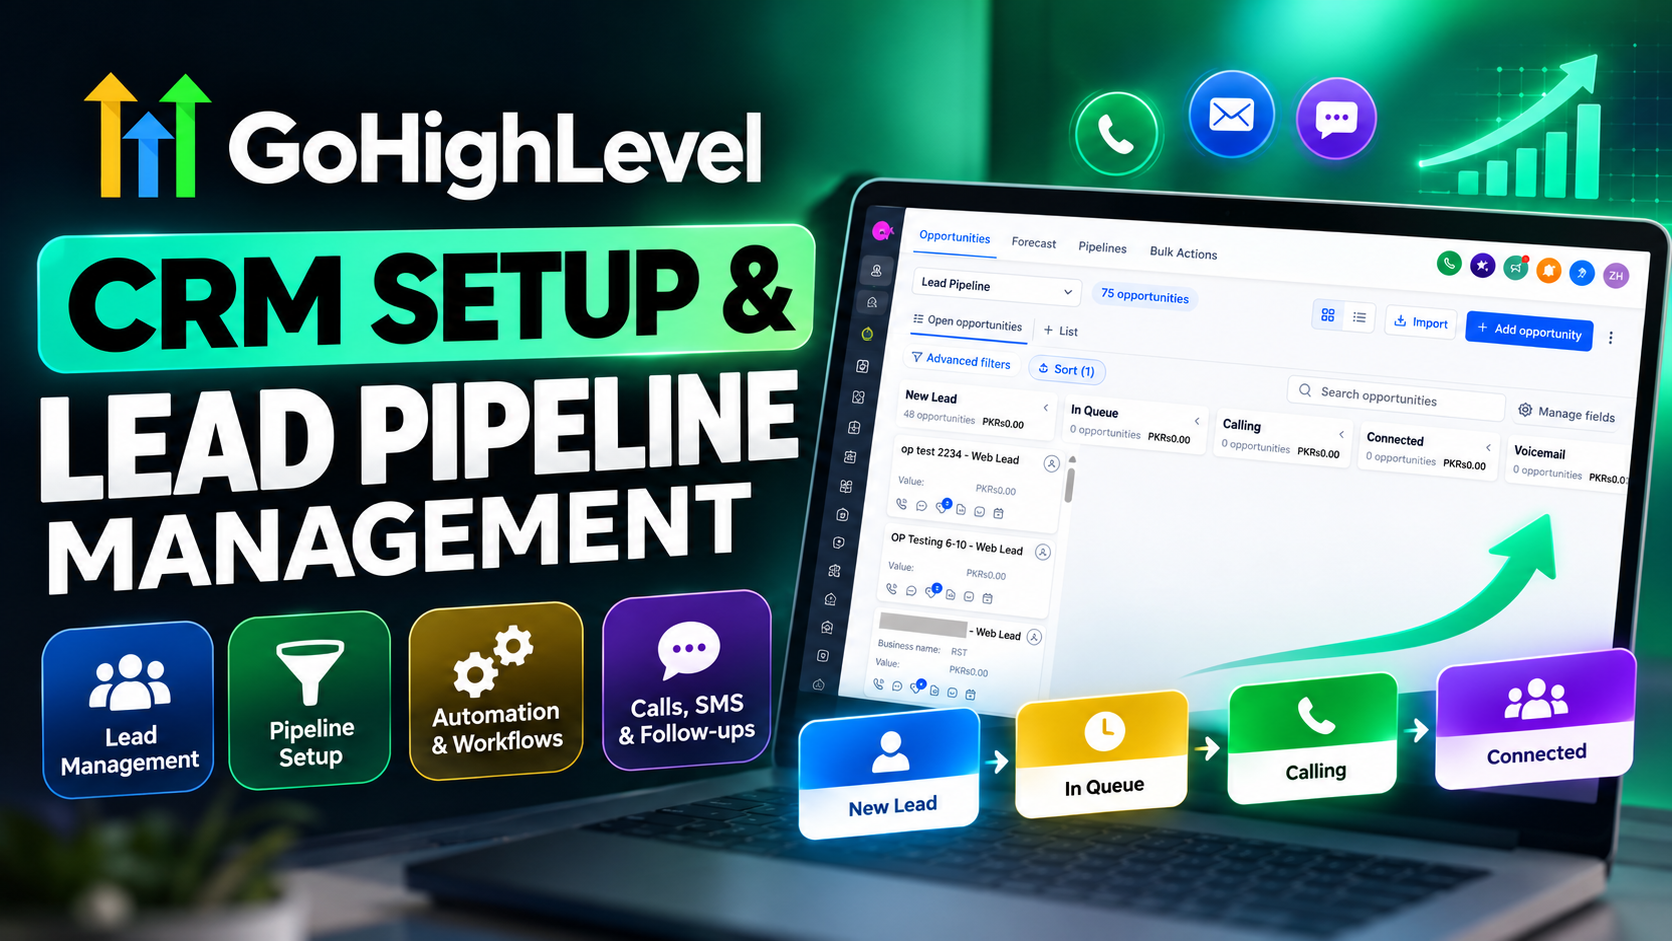 GoHighLevel
CRM SETUP &
LEAD PIPELINE
MANAGEMENT
Lead
Management
Pipeline
Setup
Automation
& Workflows
Calls, SMS
& Follow-ups
Opportunities
Forecast
Pipelines
Bulk Actions
ZH
Lead Pipeline
75 opportunities
Import
+ Add opportunity
Open opportunities
+ List
Advanced filters
Sort (1)
Search opportunities
Manage fields
New Lead
48 opportunities PKRs0.00
In Queue
0 opportunities PKRs0.00
Calling
0 opportunities PKRs0.00
Connected
0 opportunities PKRs0.00
Voicemail
0 opportunities PKRs0.0
op test 2234 - Web Lead
Value: PKRs0.00
OP Testing 6-10 - Web Lead
Value: PKRs0.00
- Web Lead
Business name: RST
Value: PKRs0.00
New Lead
In Queue
Calling
Connected